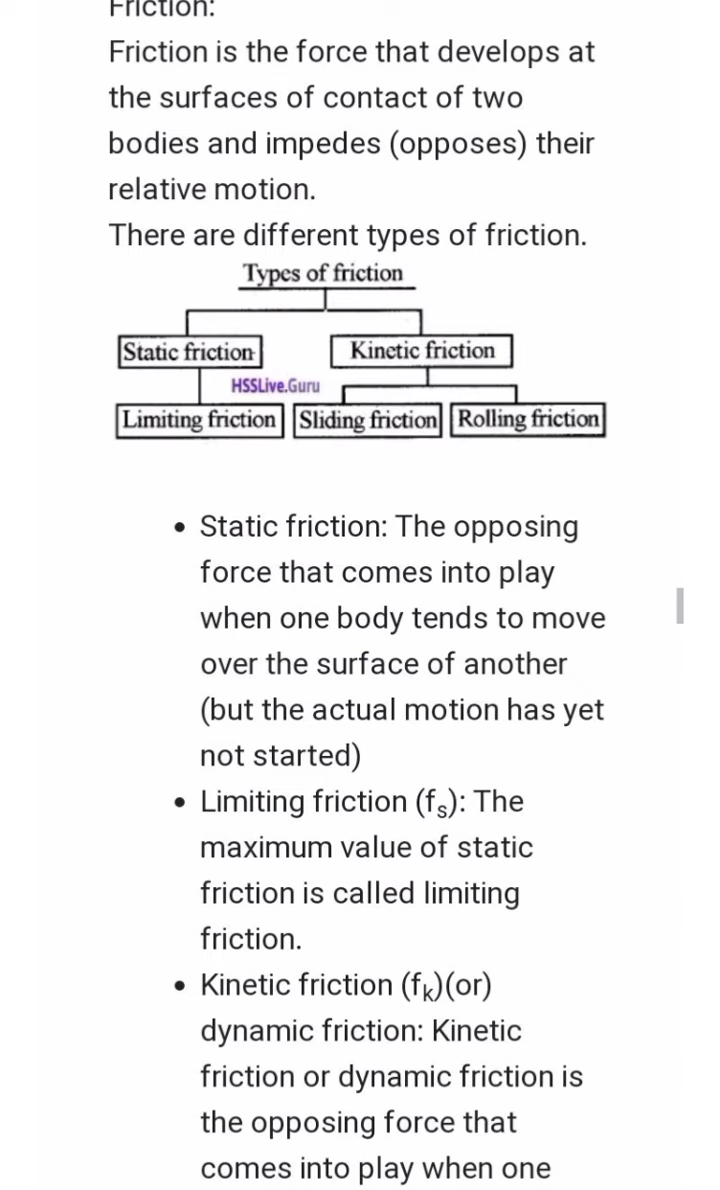 Friction:
Friction is the force that develops at
the surfaces of contact of two
bodies and impedes (opposes) their
relative motion.
There are different types of friction.
Types of friction
Static friction
Kinetic friction
HSSLive.Guru
Limiting friction
Sliding friction
Rolling friction
• Static friction: The opposing
force that comes into play
when one body tends to move
over the surface of another
(but the actual motion has yet
not started)
• Limiting friction (fₛ): The
maximum value of static
friction is called limiting
friction.
• Kinetic friction (fₖ)(or)
dynamic friction: Kinetic
friction or dynamic friction is
the opposing force that
comes into play when one